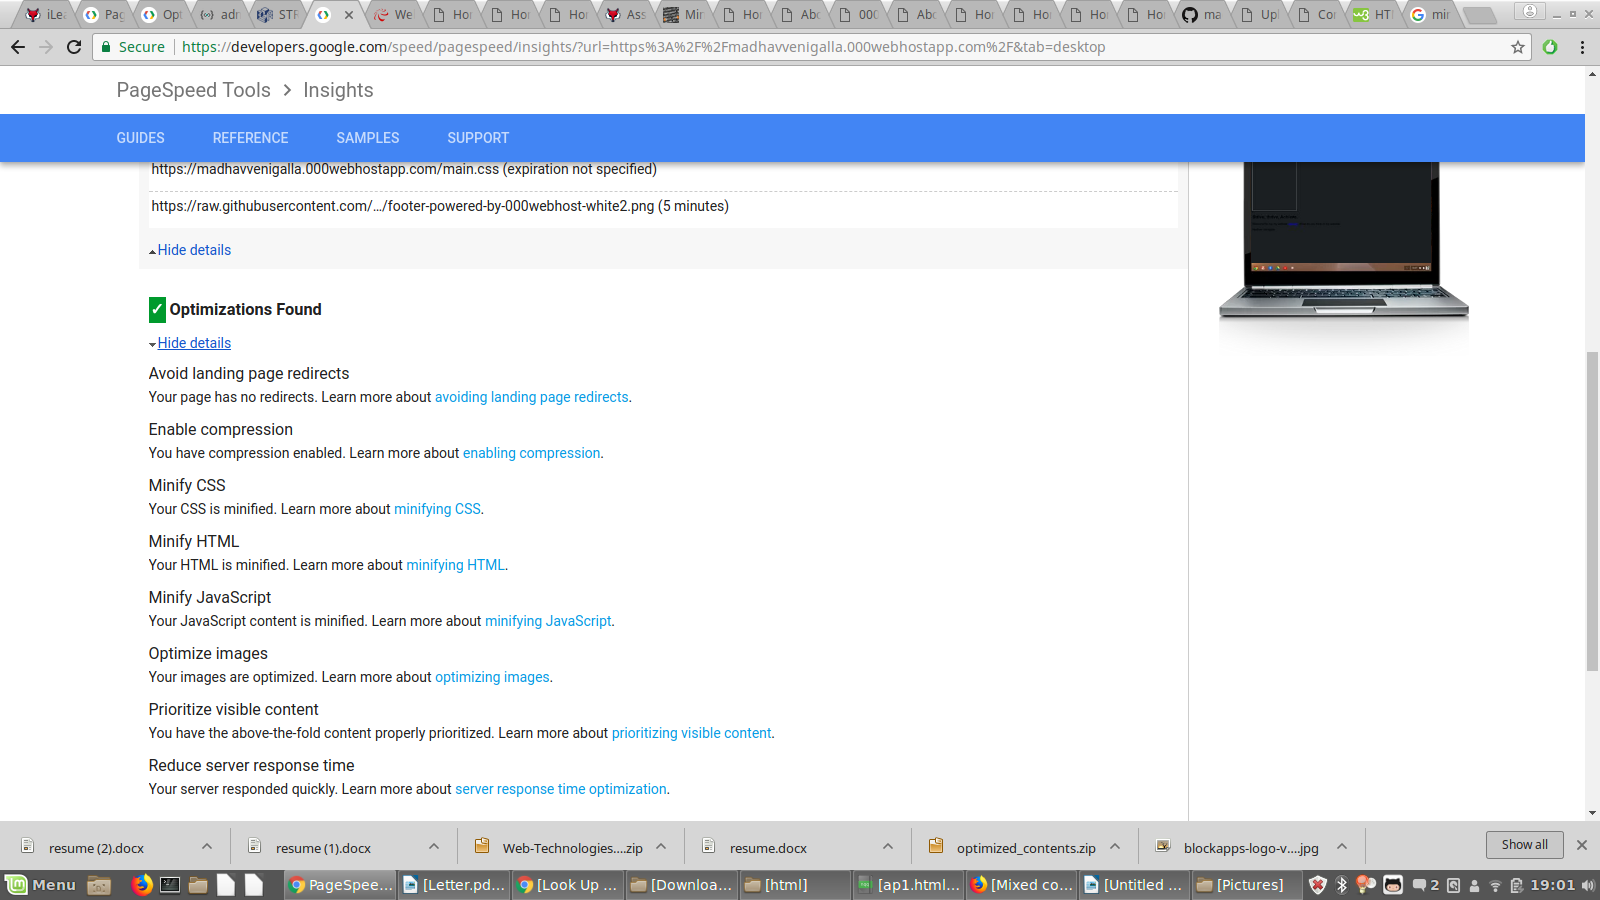 iLea
Pag
Opt
adr
STR
We
Hor
Hor
Hor
Ass
Mir
Hor
Abo
000
Abo
Hor
Hor
Hor
Hor
ma
Upl
Cor
HTM
mir
Secure https://developers.google.com/speed/pagespeed/insights/?url=https%3A%2F%2Fmadhavvenigalla.000webhostapp.com%2F&tab=desktop
PageSpeed Tools > Insights
GUIDES REFERENCE SAMPLES SUPPORT
https://madhavvenigalla.000webhostapp.com/main.css (expiration not specified)
https://raw.githubusercontent.com/…/footer-powered-by-000webhost-white2.png (5 minutes)
Hide details
✓ Optimizations Found
Hide details
Avoid landing page redirects
Your page has no redirects. Learn more about avoiding landing page redirects.
Enable compression
You have compression enabled. Learn more about enabling compression.
Minify CSS
Your CSS is minified. Learn more about minifying CSS.
Minify HTML
Your HTML is minified. Learn more about minifying HTML.
Minify JavaScript
Your JavaScript content is minified. Learn more about minifying JavaScript.
Optimize images
Your images are optimized. Learn more about optimizing images.
Prioritize visible content
You have the above-the-fold content properly prioritized. Learn more about prioritizing visible content.
Reduce server response time
Your server responded quickly. Learn more about server response time optimization.
resume (2).docx
resume (1).docx
Web-Technologies....zip
resume.docx
optimized_contents.zip
blockapps-logo-v....jpg
Show all
Menu
PageSpee...
[Letter.pd...
[Look Up ...
[Downloa...
[html]
[ap1.html...
[Mixed co...
[Untitled ...
[Pictures]
2
19:01